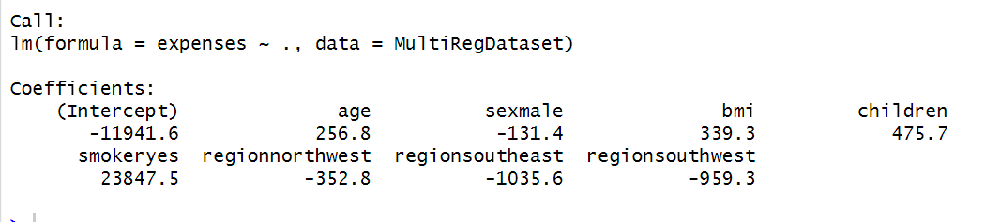 Call:
lm(formula = expenses ~ ., data = MultiRegDataset)
Coefficients:
(Intercept) age sexmale bmi children
-11941.6 256.8 -131.4 339.3 475.7
smokeryes regionnorthwest regionsoutheast regionsouthwest
23847.5 -352.8 -1035.6 -959.3